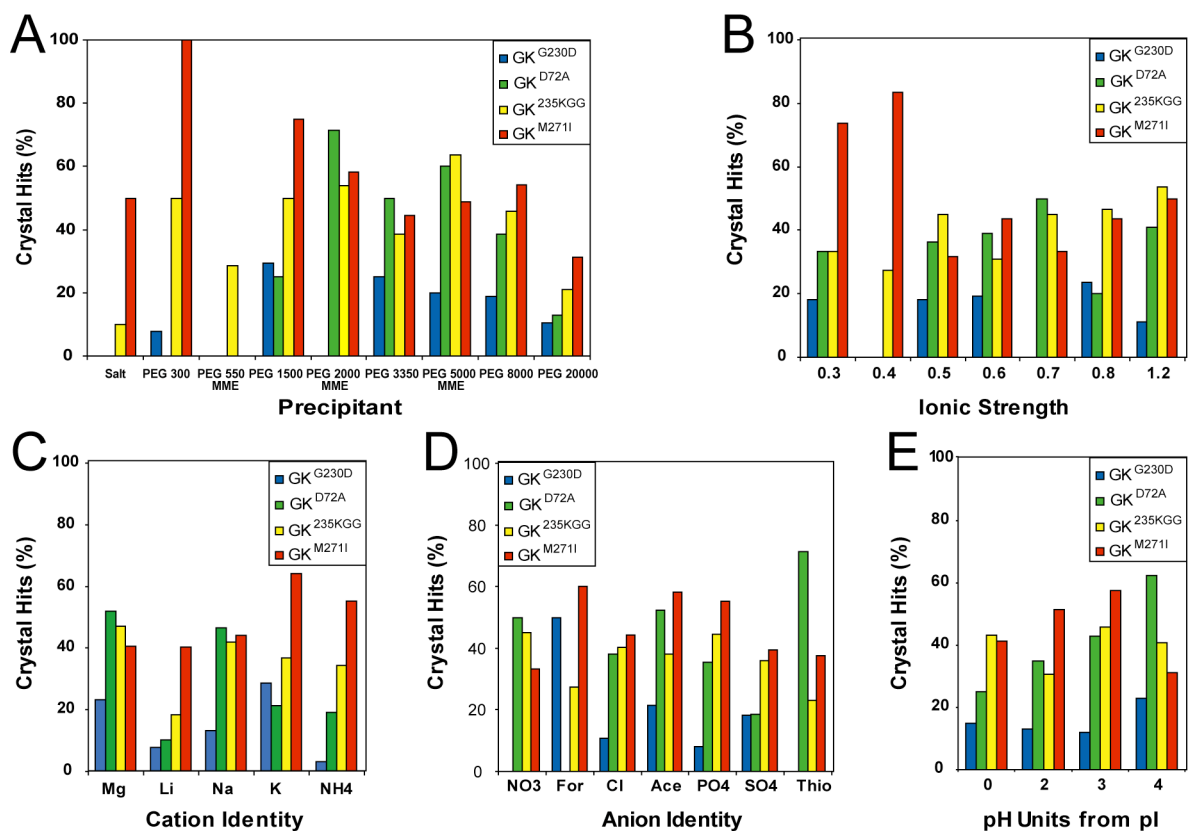 A
Crystal Hits (%)
100
80
60
40
20
0
GK G230D
GK D72A
GK 235KGG
GK M271I
Salt PEG 300 PEG 550 MME PEG 1500 PEG 2000 MME PEG 3350 PEG 5000 MME PEG 8000 PEG 20000
Precipitant
B
Crystal Hits (%)
100
80
60
40
20
0
GK G230D
GK D72A
GK 235KGG
GK M271I
0.3 0.4 0.5 0.6 0.7 0.8 1.2
Ionic Strength
C
Crystal Hits (%)
100
80
60
40
20
0
GK G230D
GK D72A
GK 235KGG
GK M271I
Mg Li Na K NH4
Cation Identity
D
Crystal Hits (%)
100
80
60
40
20
0
GK G230D
GK D72A
GK 235KGG
GK M271I
NO3 For Cl Ace PO4 SO4 Thio
Anion Identity
E
Crystal Hits (%)
100
80
60
40
20
0
GK G230D
GK D72A
GK 235KGG
GK M271I
0 2 3 4
pH Units from pI